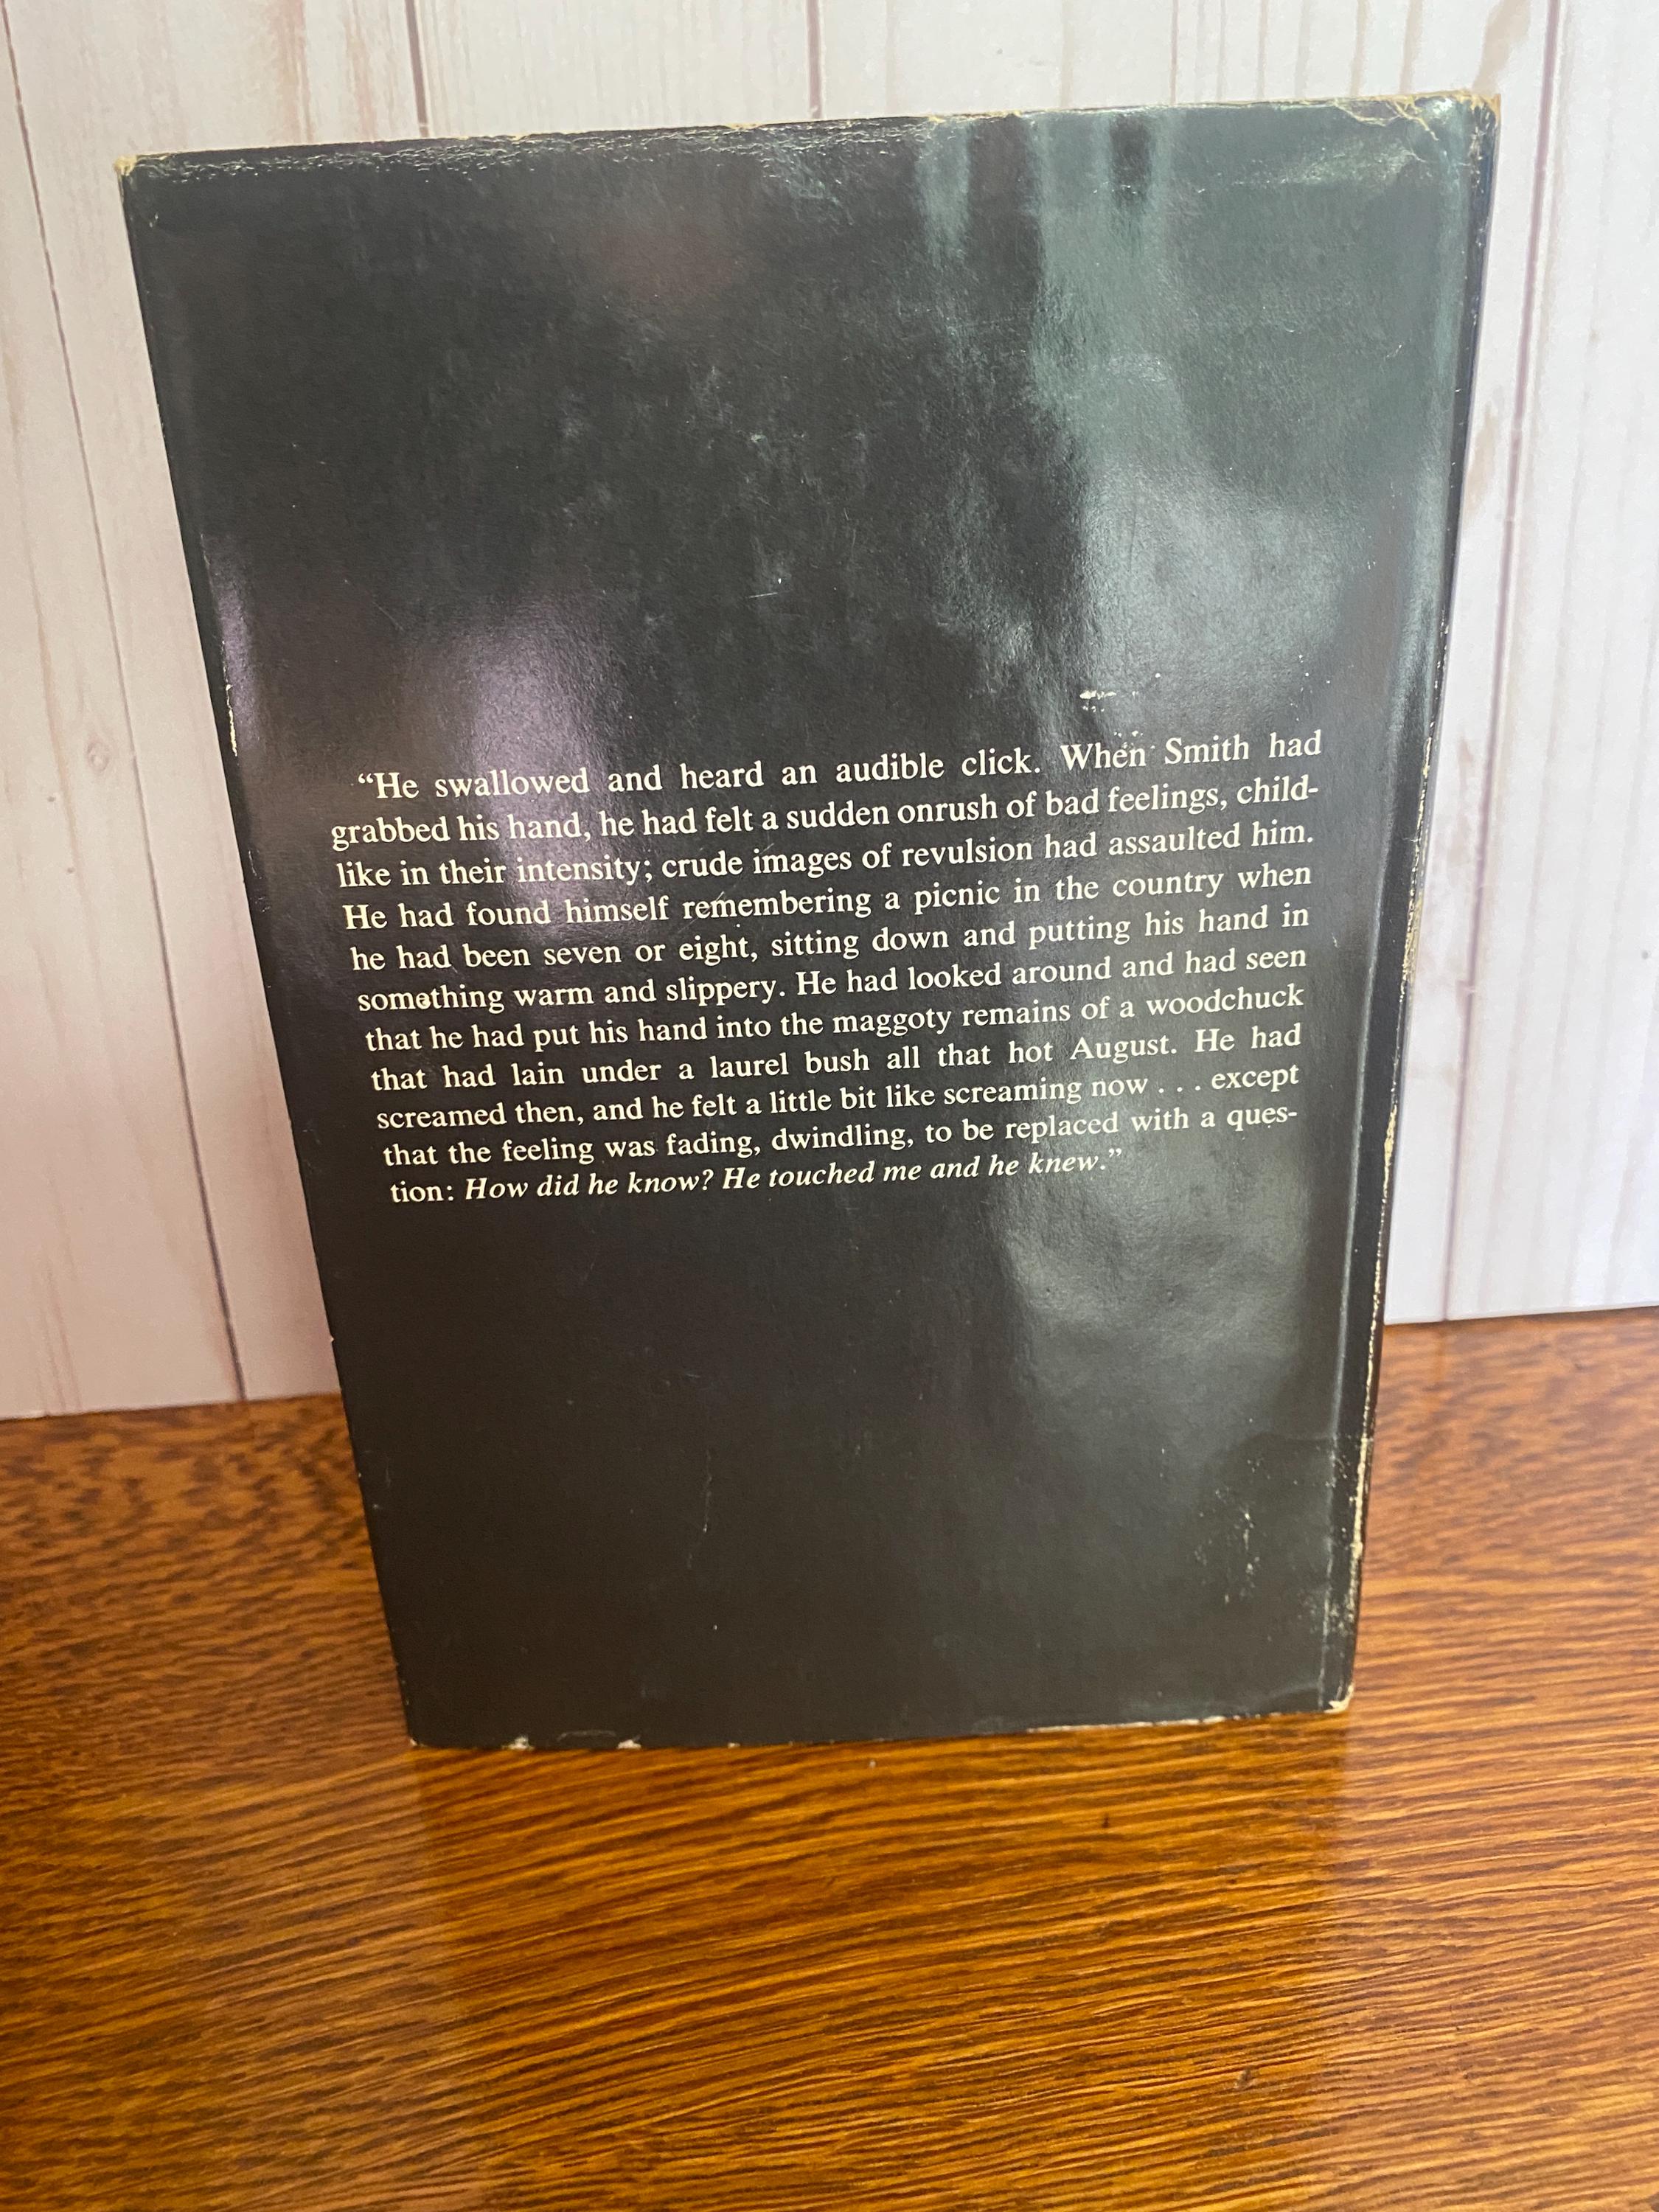 “He swallowed and heard an audible click. When Smith had
grabbed his hand, he had felt a sudden onrush of bad feelings, child-
like in their intensity; crude images of revulsion had assaulted him.
He had found himself remembering a picnic in the country when
he had been seven or eight, sitting down and putting his hand in
something warm and slippery. He had looked around and had seen
that he had put his hand into the maggoty remains of a woodchuck
that had lain under a laurel bush all that hot August. He had
screamed then, and he felt a little bit like screaming now . . . except
that the feeling was fading, dwindling, to be replaced with a ques-
tion: How did he know? He touched me and he knew.”